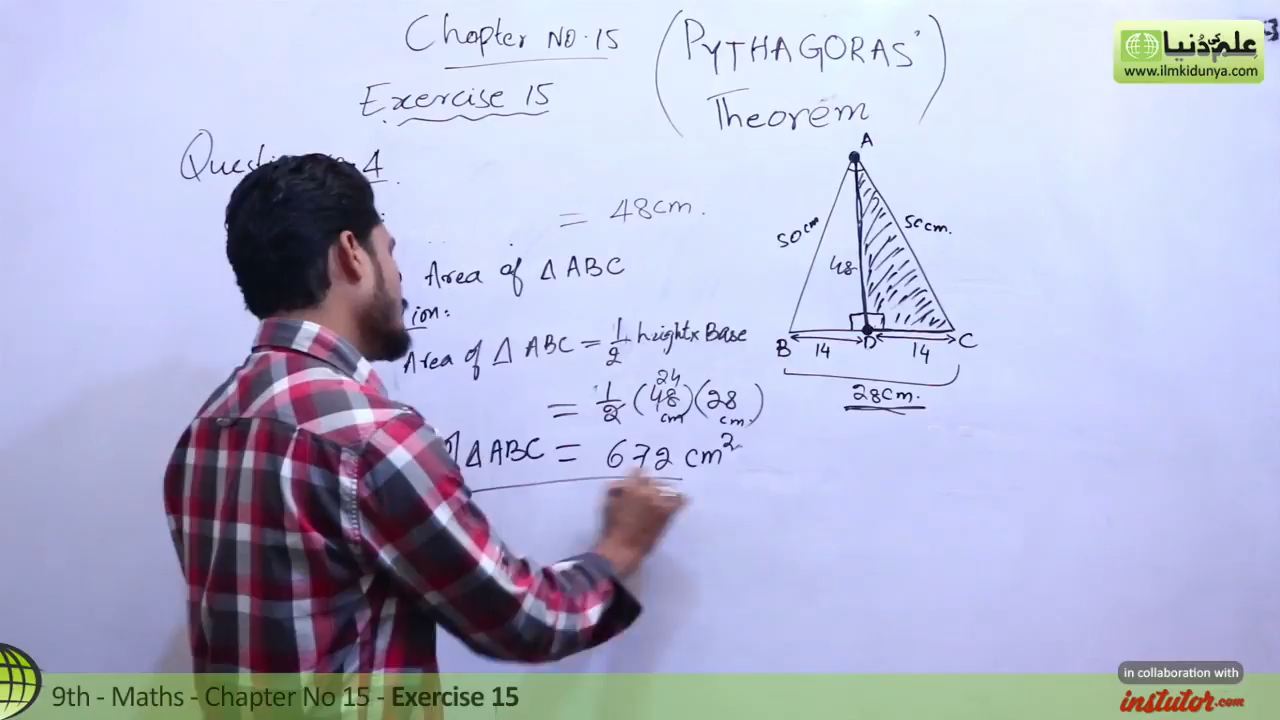 Chapter NO.15
(PYTHAGORAS'
Theorem)
Exercise 15
4
= 48cm.
Area of △ABC
ion:
Area of △ABC = 1/2 height × Base
24
= 1/2 (48 cm)(28 cm)
△ABC = 672 cm²
A
50cm
50cm.
48
B
D
C
14
14
28cm.
علم کی دنیا
www.ilmkidunya.com
9th - Maths - Chapter No 15 - Exercise 15
in collaboration with
instutor.com